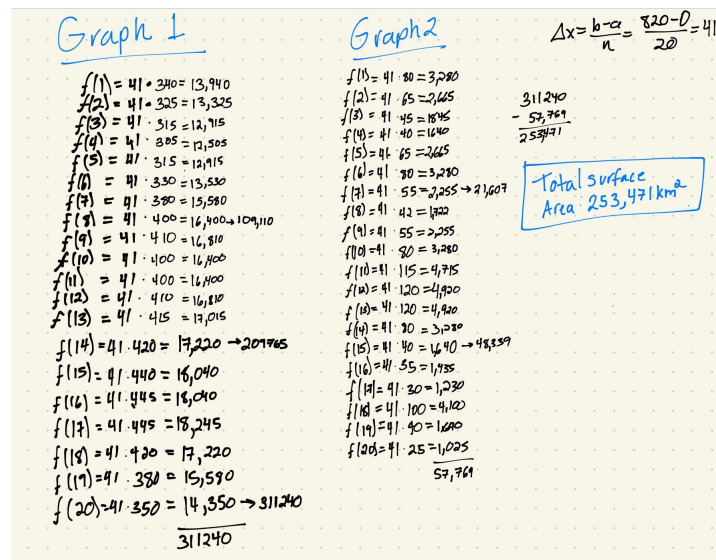 Graph 1
f(1) = 41 • 340 = 13,940
f(2) = 41 · 325 = 13,325
f(3) = 41 · 315 = 12,915
f(4) = 41 · 305 = 12,505
f(5) = 41 · 315 = 12,915
f(6) = 41 · 330 = 13,530
f(7) = 41 · 380 = 15,580
f(8) = 41 · 400 = 16,400 → 109,110
f(9) = 41 · 410 = 16,810
f(10) = 41 · 400 = 16,400
f(11) = 41 · 400 = 16,400
f(12) = 41 · 410 = 16,810
f(13) = 41 · 415 = 17,015
f(14) = 41 . 420 = 17,220 → 209765
f(15) = 41 . 440 = 18,040
f(16) = 41 . 445 = 18,040
f(17) = 41 . 445 = 18,245
f(18) = 41 . 420 = 17,220
f(19) = 41 . 380 = 15,580
f(20) = 41 . 350 = 14,350 → 311240
311240
Graph 2
f(1) = 41 · 80 = 3,280
f(2) = 41 · 65 = 2,665
f(3) = 41 · 45 = 1845
f(4) = 41 · 40 = 1640
f(5) = 41 · 65 = 2,665
f(6) = 41 · 80 = 3,280
f(7) = 41 · 55 = 2,255 → 21,607
f(8) = 41 · 42 = 1,722
f(9) = 41 · 55 = 2,255
f(10) = 41 · 80 = 3,280
f(11) = 41 · 115 = 4,715
f(12) = 41 · 120 = 4,920
f(13) = 41 · 120 = 4,920
f(14) = 41 · 80 = 3,280
f(15) = 41 · 40 = 1,640 → 48,339
f(16) = 41 · 35 = 1,435
f(17) = 41 · 30 = 1,230
f(18) = 41 · 100 = 4,100
f(19) = 41 · 40 = 1,640
f(20) = 41 · 25 = 1,025
57,769
Δx = b-a/n = 820-0/20 = 41
311240
- 57,769
253471
Total surface
Area: 253,471 km²